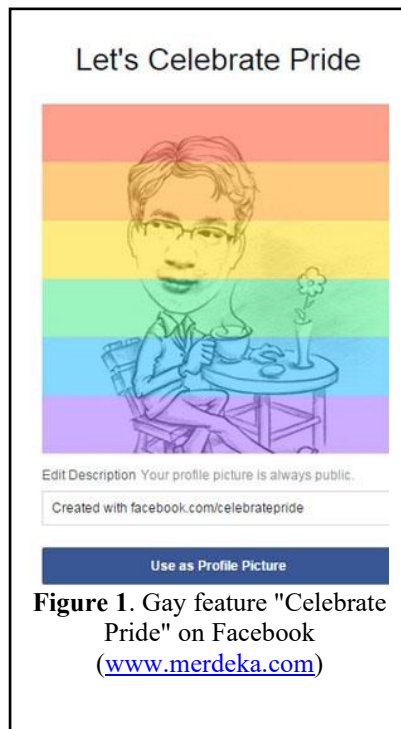 Let's Celebrate Pride
Edit Description Your profile picture is always public.
Created with facebook.com/celebratepride
Use as Profile Picture
Figure 1. Gay feature "Celebrate
Pride" on Facebook
(www.merdeka.com)